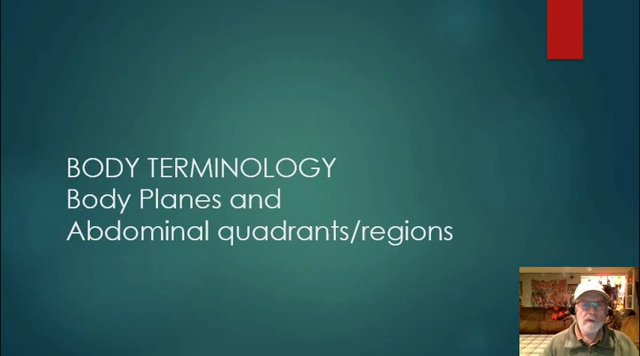 BODY TERMINOLOGY
Body Planes and
Abdominal quadrants/regions